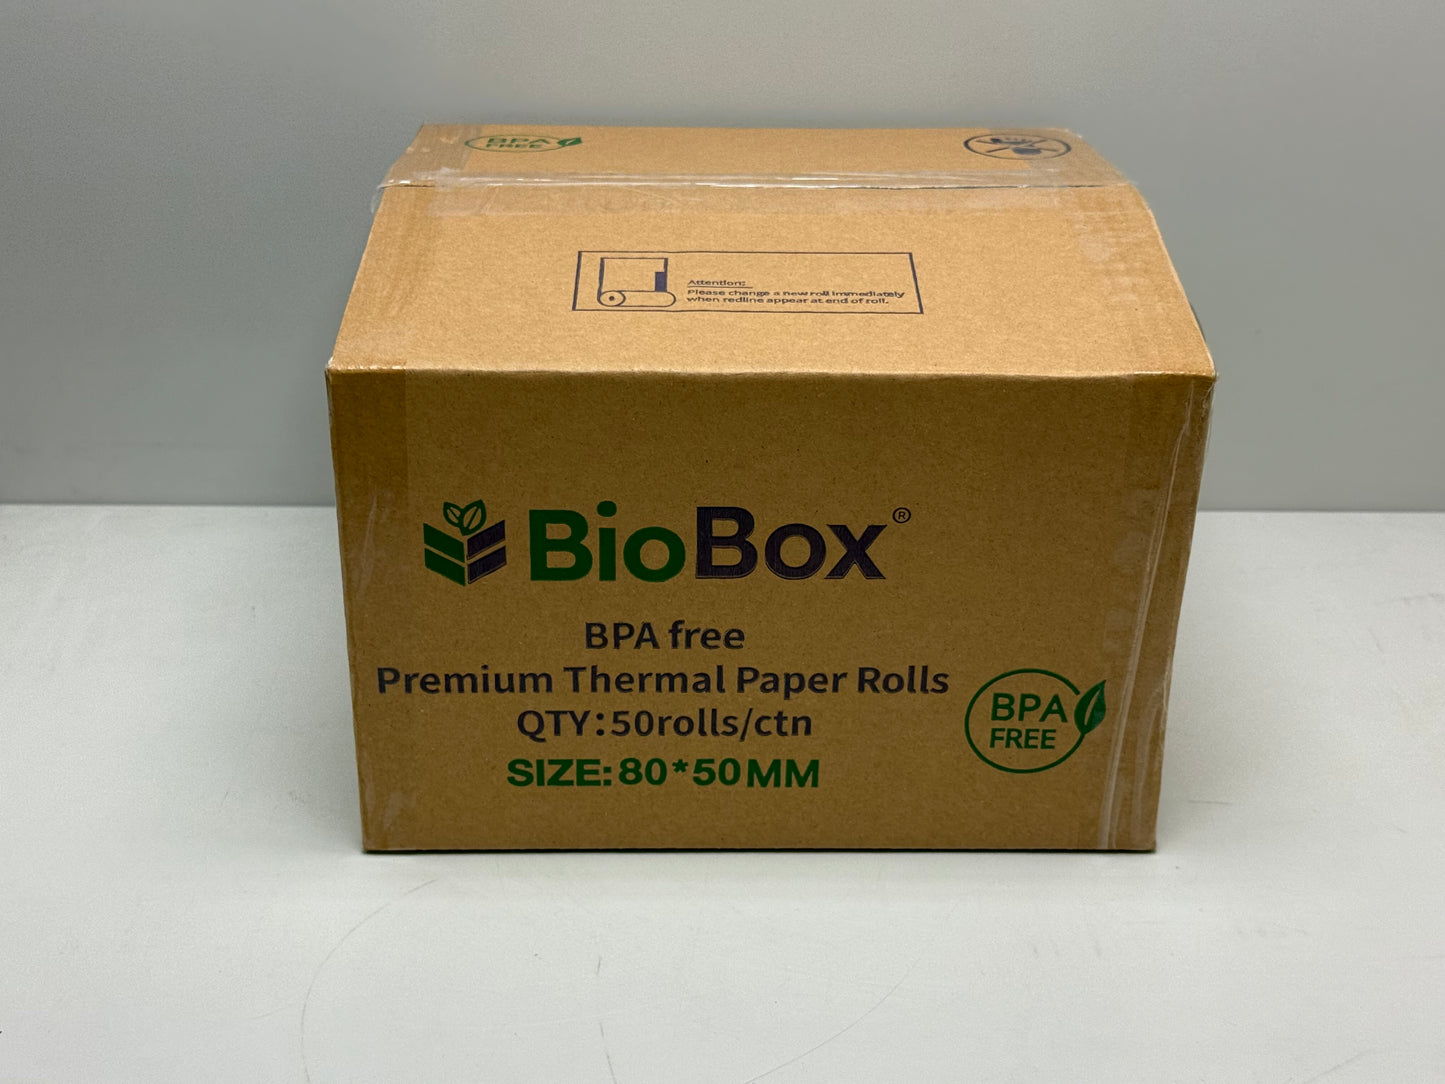 BPA
FREE
Attention:
Please change a new roll immediately
when redline appear at end of roll.
BioBox®
BPA free
Premium Thermal Paper Rolls
QTY:50rolls/ctn
SIZE:80*50MM
BPA
FREE